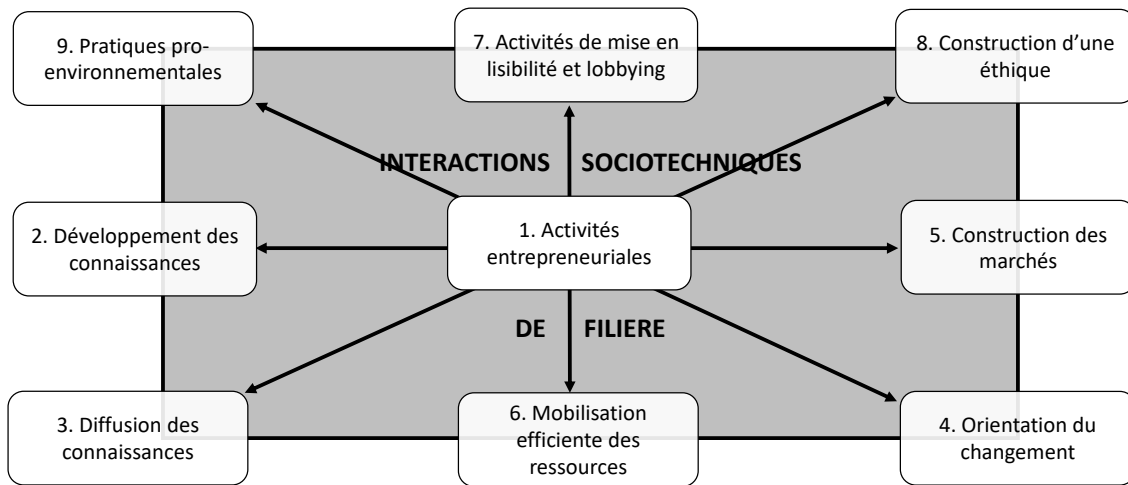 9. Pratiques pro-
environnementales
7. Activités de mise en
lisibilité et lobbying
8. Construction d’une
éthique
INTERACTIONS SOCIOTECHNIQUES
2. Développement des
connaissances
1. Activités
entrepreneuriales
5. Construction des
marchés
DE FILIERE
3. Diffusion des
connaissances
6. Mobilisation
efficiente des
ressources
4. Orientation du
changement